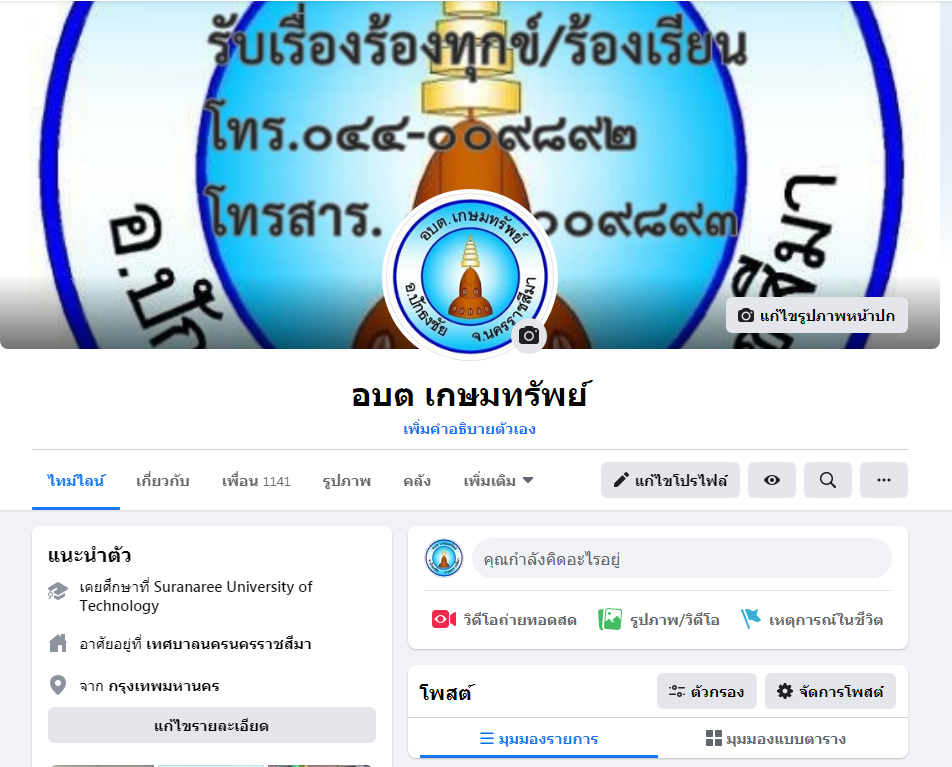 รับเรื่องร้องทุกข์/ร้องเรียน
โทร.๐๔๔-๐๐๙๘๙๒
โทรสาร. ๐๐๙๘๙๓
อ.ปัก
สีมา
อบต.เกษมทรัพย์
อ.ปักธงชัย
จ.นครราชสีมา
แก้ไขรูปภาพหน้าปก
อบต เกษมทรัพย์
เพิ่มคำอธิบายตัวเอง
ไทม์ไลน์ เกี่ยวกับ เพื่อน 1141 รูปภาพ คลัง เพิ่มเติม แก้ไขโปรไฟล์
แนะนำตัว
เคยศึกษาที่ Suranaree University of
Technology
อาศัยอยู่ที่ เทศบาลนครนครราชสีมา
จาก กรุงเทพมหานคร
แก้ไขรายละเอียด
คุณกำลังคิดอะไรอยู่
วิดีโอถ่ายทอดสด รูปภาพ/วิดีโอ เหตุการณ์ในชีวิต
โพสต์ ตัวกรอง จัดการโพสต์
มุมมองรายการ มุมมองแบบตาราง